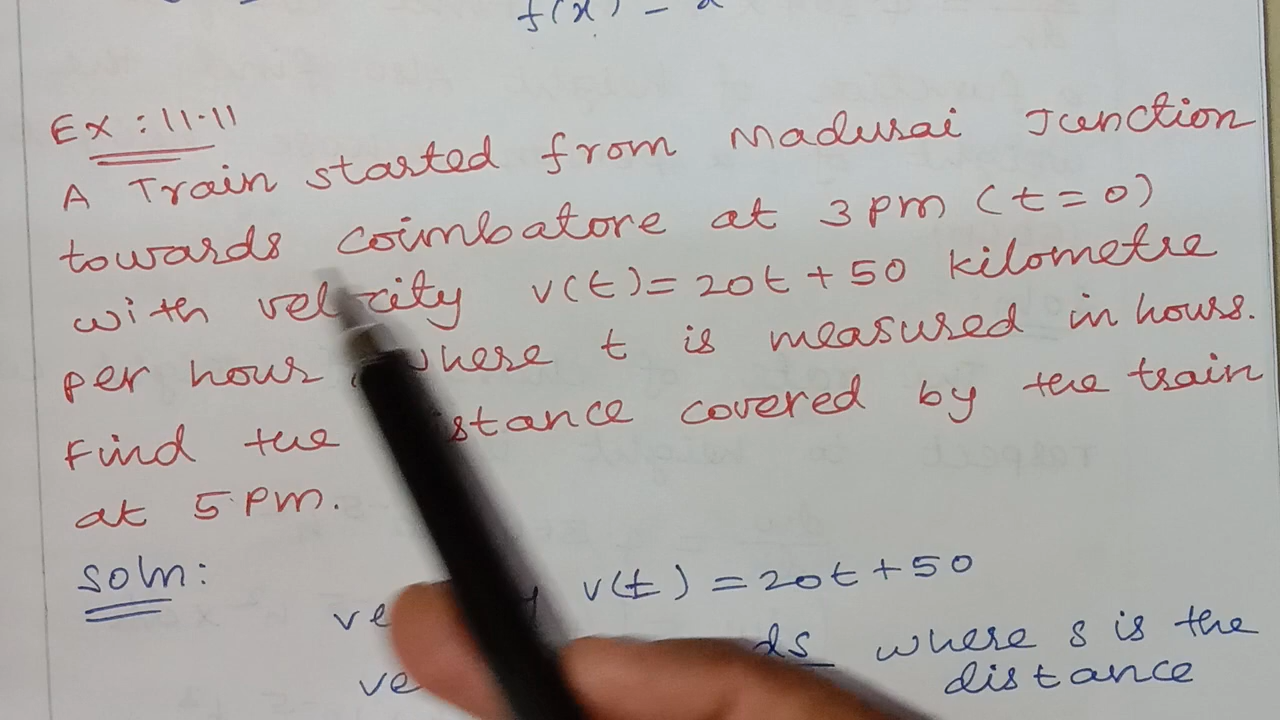 f(x) =
Ex : 11.11
A Train started from Madurai Junction
towards Coimbatore at 3 pm (t = 0)
with velocity v(t) = 20t + 50 kilometre
per hour, where t is measured in hours.
Find the distance covered by the train
at 5 pm.
Soln:
v(t) = 20t + 50
ds where s is the
distance